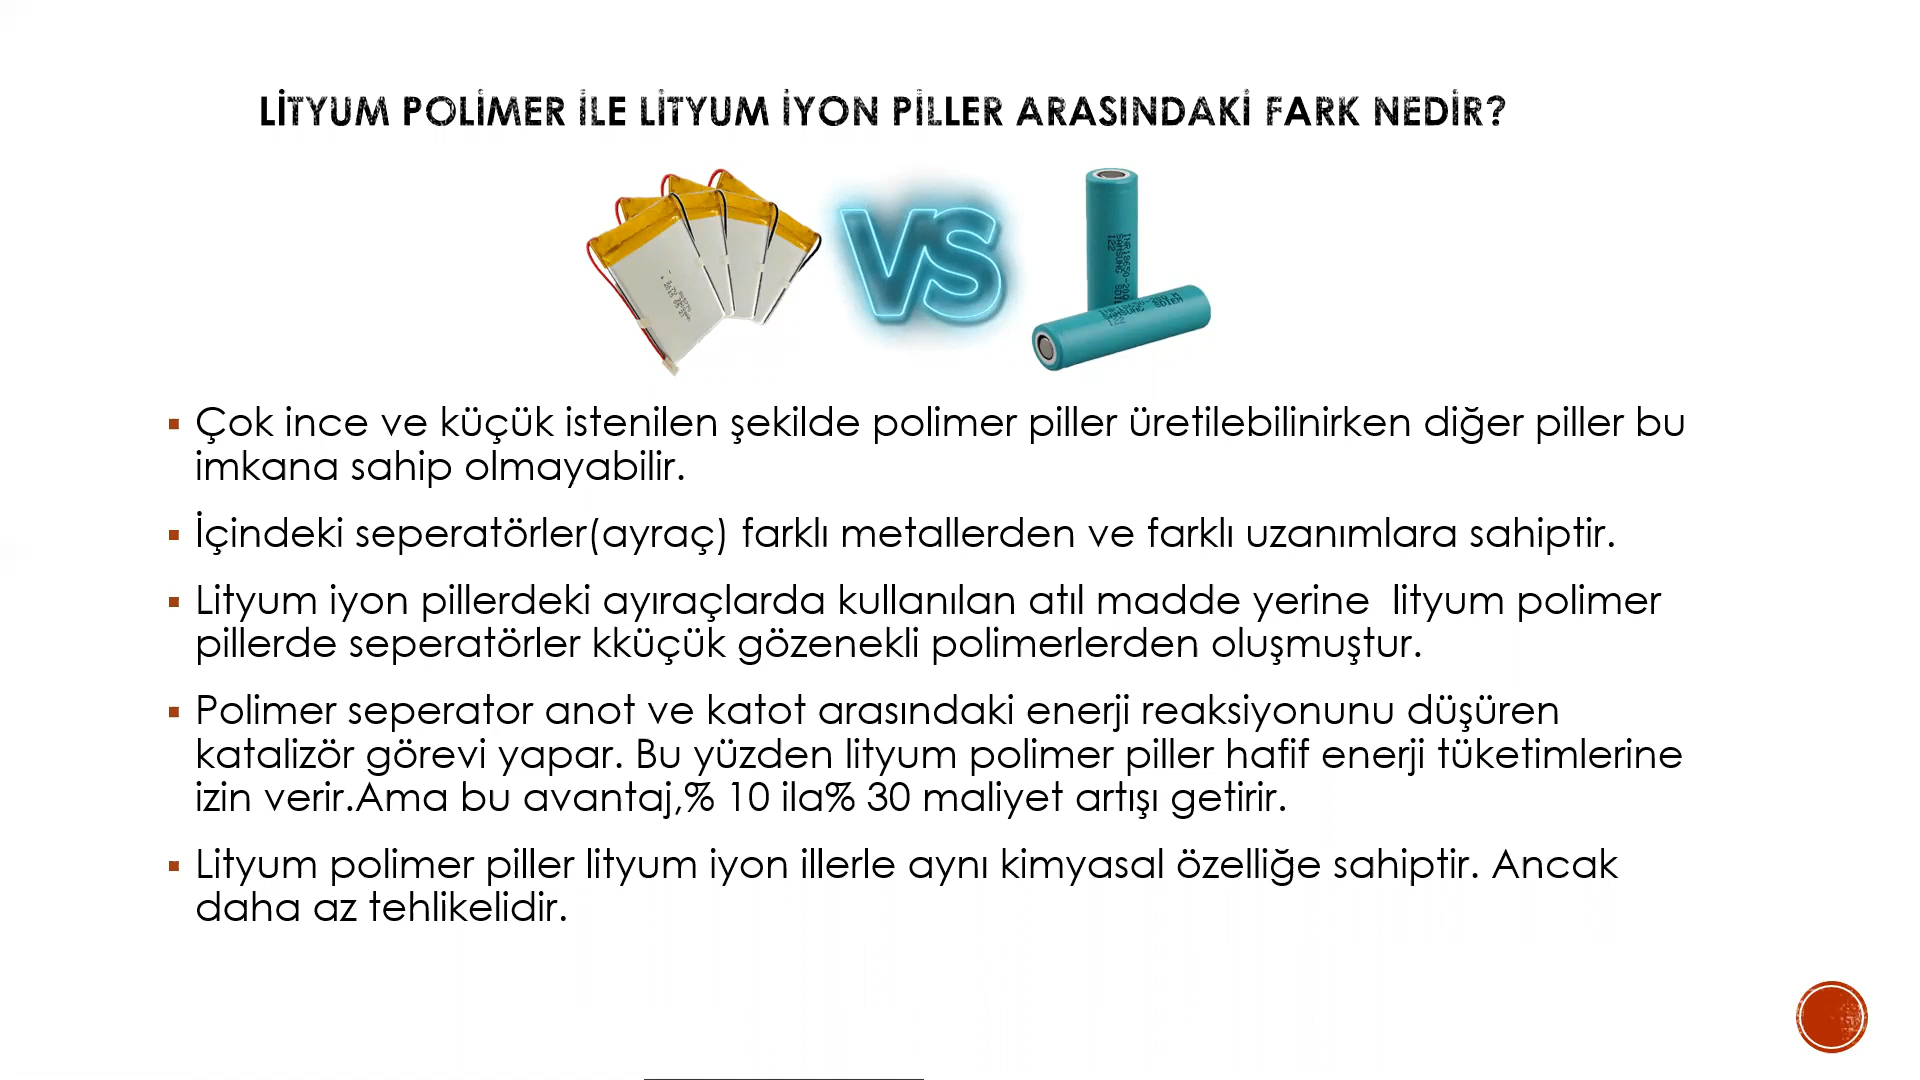 LİTYUM POLİMER İLE LİTYUM İYON PİLLER ARASINDAKİ FARK NEDİR?
VS
Çok ince ve küçük istenilen şekilde polimer piller üretilebilinirken diğer piller bu
imkana sahip olmayabilir.
İçindeki seperatörler(ayraç) farklı metallerden ve farklı uzanımlara sahiptir.
Lityum iyon pillerdeki ayıraçlarda kullanılan atıl madde yerine  lityum polimer
pillerde seperatörler kküçük gözenekli polimerlerden oluşmuştur.
Polimer seperator anot ve katot arasındaki enerji reaksiyonunu düşüren
katalizör görevi yapar. Bu yüzden lityum polimer piller hafif enerji tüketimlerine
izin verir.Ama bu avantaj,% 10 ila% 30 maliyet artışı getirir.
Lityum polimer piller lityum iyon illerle aynı kimyasal özelliğe sahiptir. Ancak
daha az tehlikelidir.